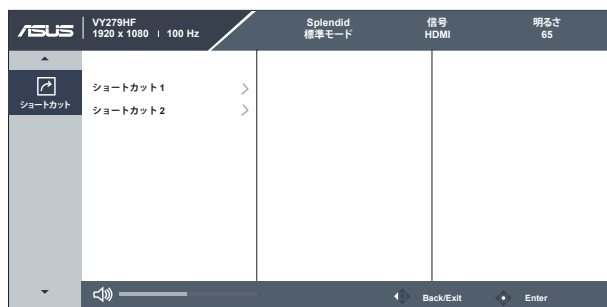 ASUS
VY279HF
1920 x 1080 | 100 Hz
Splendid
標準モード
信号
HDMI
明るさ
65
ショートカット
ショートカット 1
ショートカット 2
Back/Exit
Enter